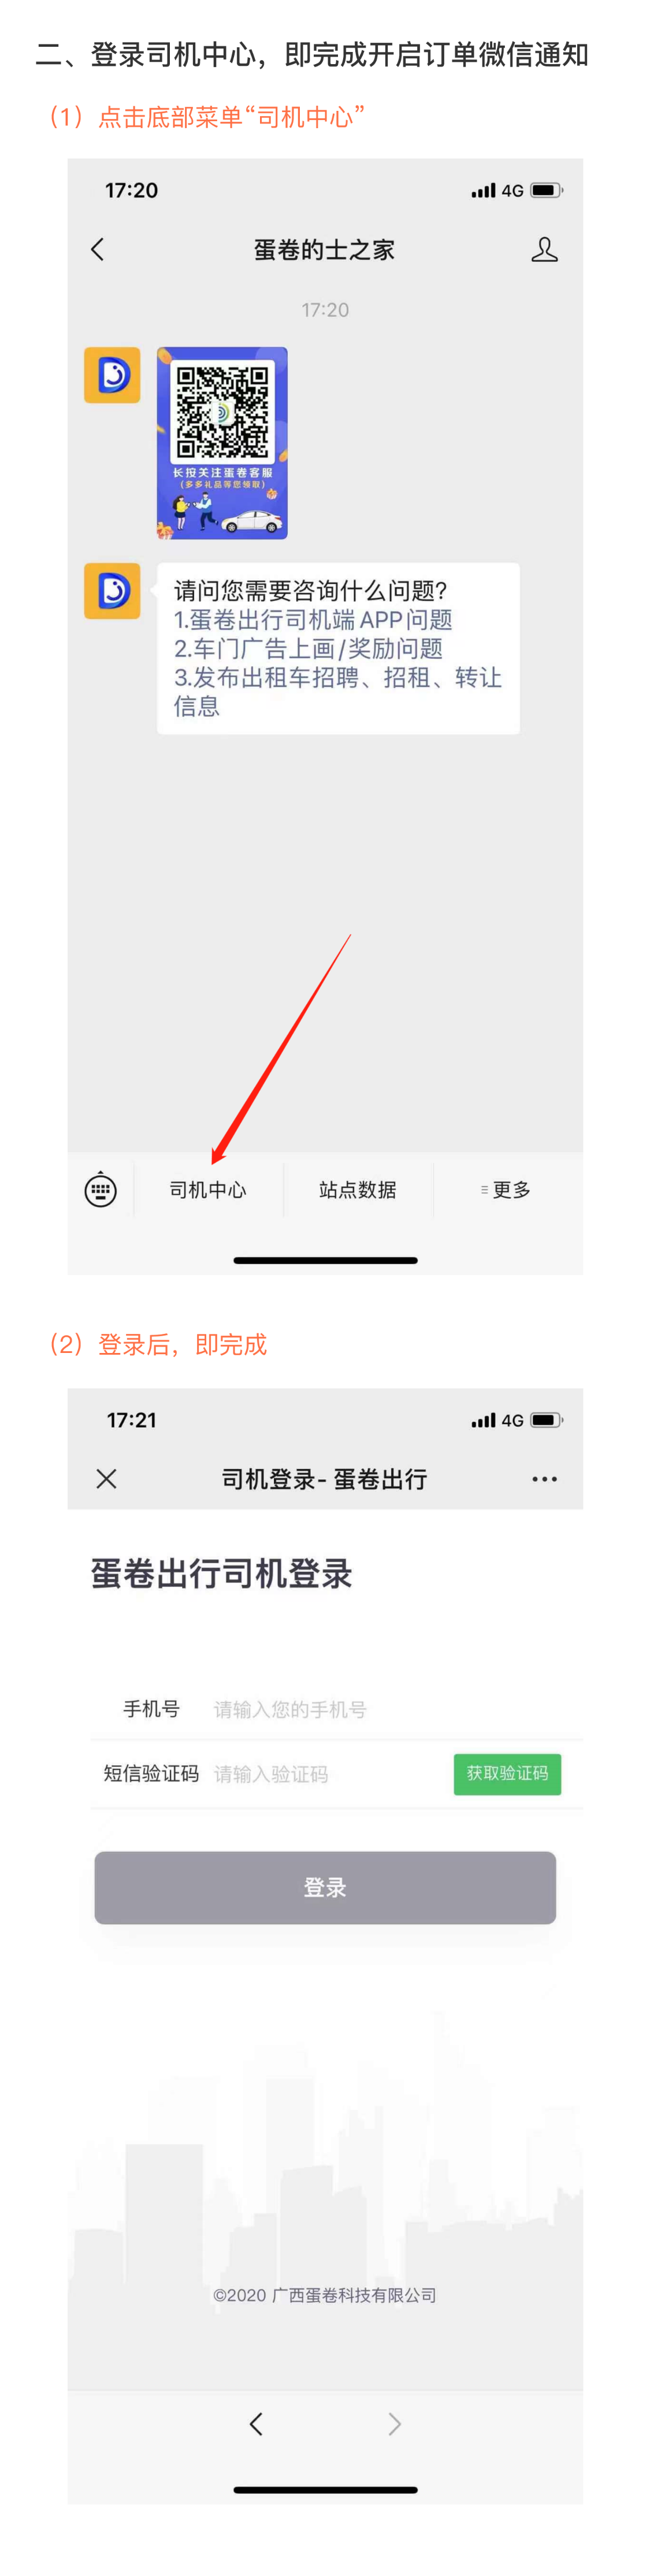 二、登录司机中心，即完成开启订单微信通知
（1）点击底部菜单“司机中心”
17:20
4G
蛋卷的士之家
17:20
长按关注蛋卷客服
(多多礼品等您领取)
请问您需要咨询什么问题?
1.蛋卷出行司机端APP问题
2.车门广告上画/奖励问题
3.发布出租车招聘、招租、转让
信息
司机中心
站点数据
更多
（2）登录后，即完成
17:21
4G
司机登录- 蛋卷出行
蛋卷出行司机登录
手机号 请输入您的手机号
短信验证码 请输入验证码 获取验证码
登录
©2020 广西蛋卷科技有限公司